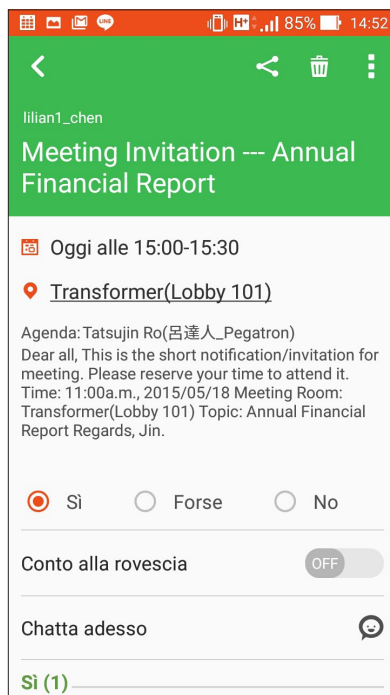 LINE H+ 85% 14:52
lilian1_chen
Meeting Invitation --- Annual
Financial Report
Oggi alle 15:00-15:30
Transformer(Lobby 101)
Agenda: Tatsujin Ro(呂達人_Pegatron)
Dear all, This is the short notification/invitation for
meeting. Please reserve your time to attend it.
Time: 11:00a.m., 2015/05/18 Meeting Room:
Transformer(Lobby 101) Topic: Annual Financial
Report Regards, Jin.
Sì Forse No
Conto alla rovescia OFF
Chatta adesso
Sì (1)